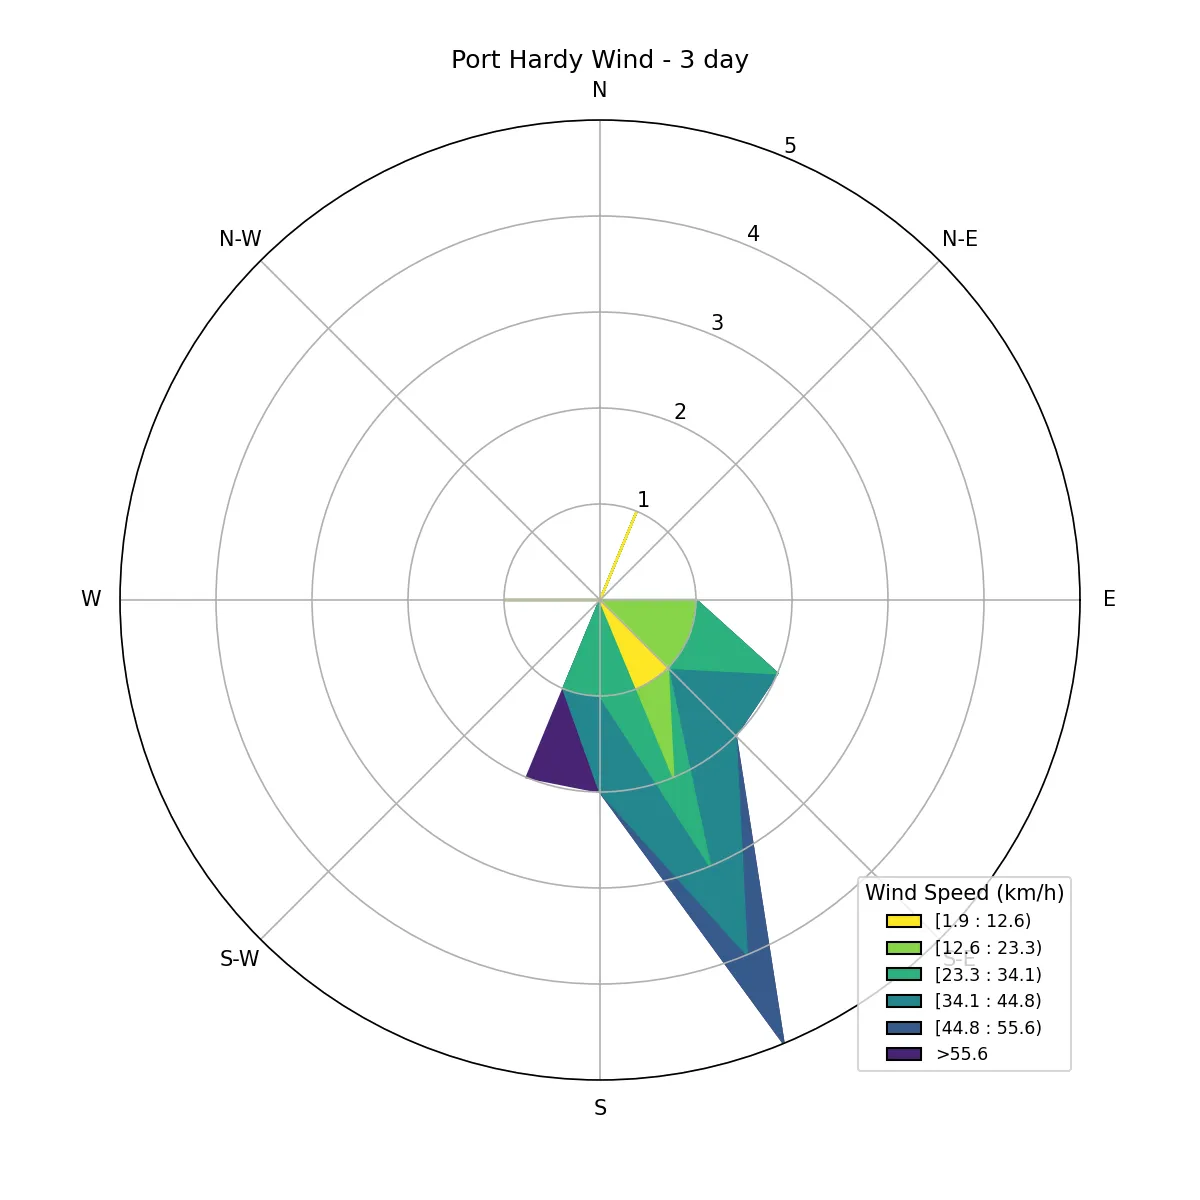 Port Hardy Wind - 3 day
N
5
N-W
N-E
4
3
2
1
W
E
Wind Speed (km/h)
[1.9 : 12.6)
[12.6 : 23.3)
S-W
S-E
[23.3 : 34.1)
[34.1 : 44.8)
[44.8 : 55.6)
>55.6
S